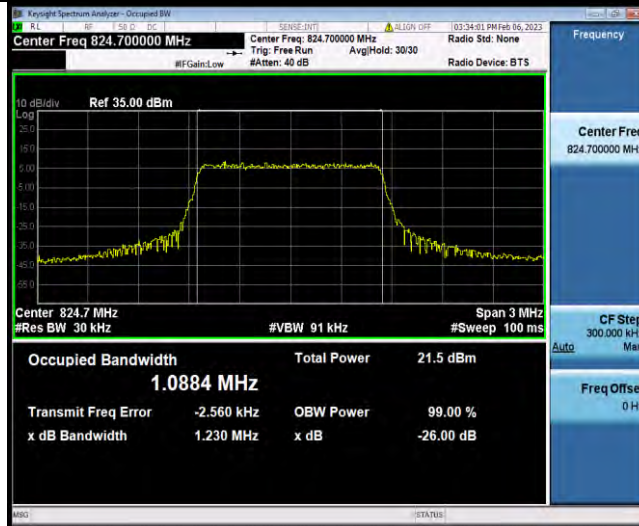 Keysight Spectrum Analyzer - Occupied BW
RL RF 50 Ω DC SENSE:INT ALIGN OFF 03:34:01 PM Feb 06, 2023
Center Freq 824.700000 MHz Center Freq: 824.700000 MHz Radio Std: None Frequency
Trig: Free Run Avg|Hold: 30/30
#IFGain:Low #Atten: 40 dB Radio Device: BTS
10 dB/div Ref 35.00 dBm
Log
25.0
15.0
5.00
-5.00
-15.0
-25.0
-35.0
-45.0
-55.0
Center Fre
824.700000 MH
Center 824.7 MHz Span 3 MHz
#Res BW 30 kHz #VBW 91 kHz #Sweep 100 ms
CF Step
300.000 kH
Auto Ma
Occupied Bandwidth Total Power 21.5 dBm
1.0884 MHz
Transmit Freq Error -2.560 kHz OBW Power 99.00 %
x dB Bandwidth 1.230 MHz x dB -26.00 dB
Freq Offse
0 H
MSG STATUS